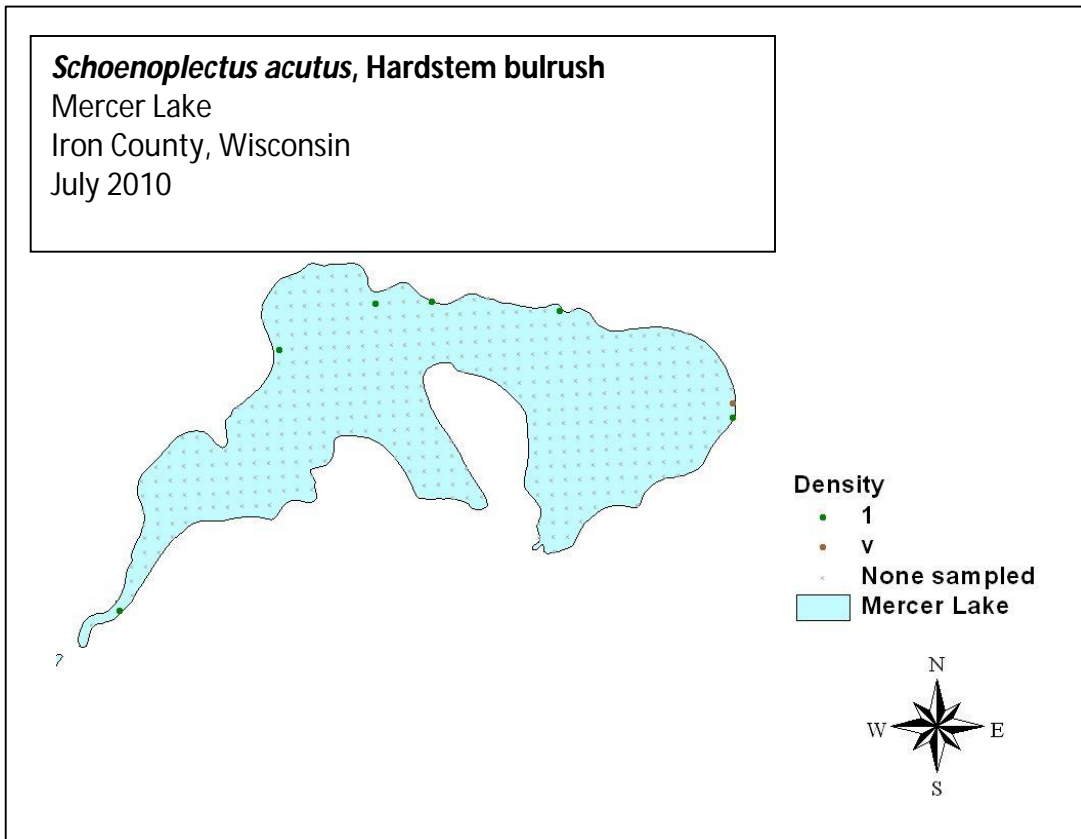 Schoenoplectus acutus, Hardstem bulrush
Mercer Lake
Iron County, Wisconsin
July 2010
Density
1
v
None sampled
Mercer Lake
N
W E
S